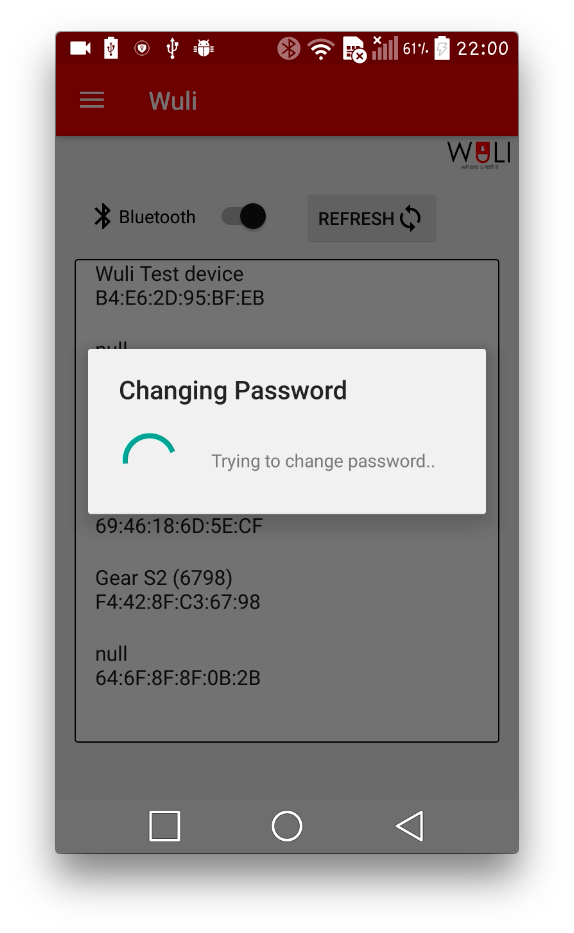 61% 22:00
Wuli
WULI
where u left it
Bluetooth
REFRESH
Wuli Test device
B4:E6:2D:95:BF:EB
null
Changing Password
Trying to change password..
69:46:18:6D:5E:CF
Gear S2 (6798)
F4:42:8F:C3:67:98
null
64:6F:8F:8F:0B:2B